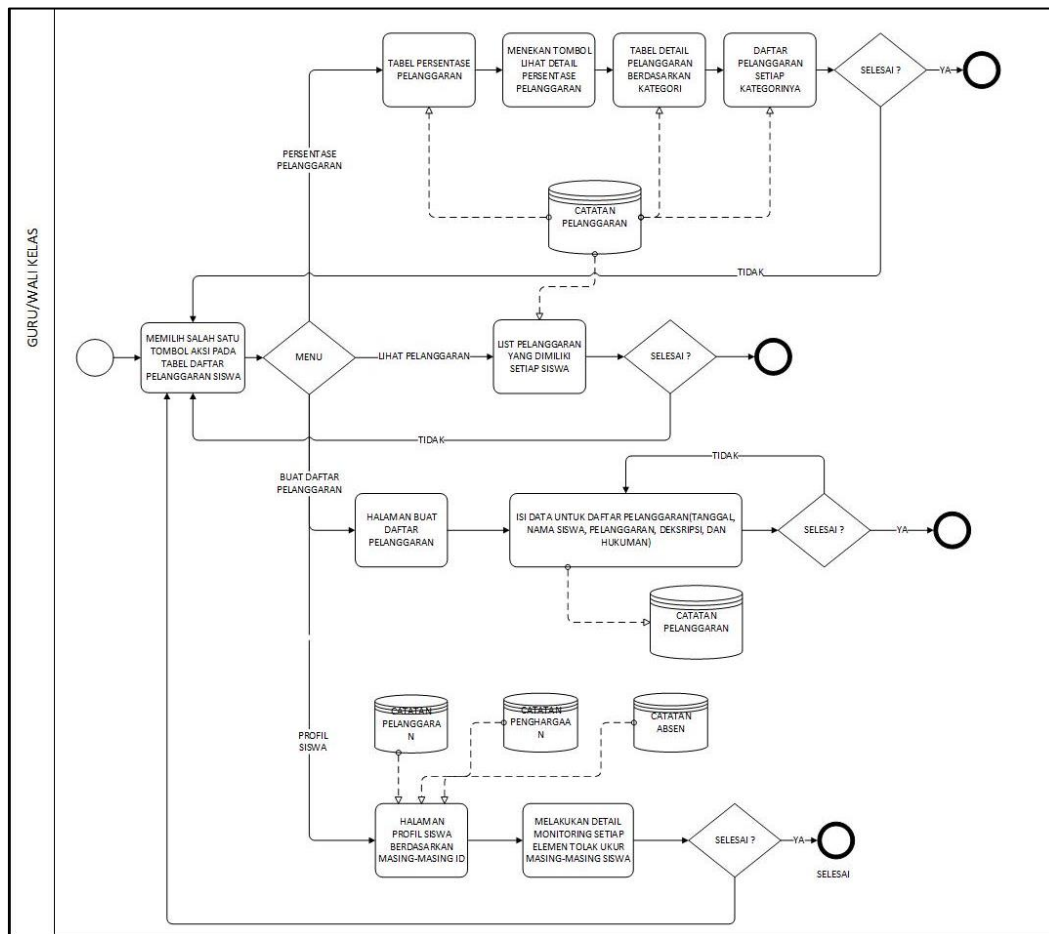 GURU/WALI KELAS
TABEL PERSENTASE
PELANGGARAN
MENEKAN TOMBOL
LIHAT DETAIL
PERSENTASE
PELANGGARAN
TABEL DETAIL
PELANGGARAN
BERDASARKAN
KATEGORI
DAFTAR
PELANGGARAN
SETIAP
KATEGORINYA
SELESAI ?
YA
PERSENTASE
PELANGGARAN
CATATAN
PELANGGARAN
TIDAK
MEMILIH SALAH SATU
TOMBOL AKSI PADA
TABEL DAFTAR
PELANGGARAN SISWA
MENU
LIHAT PELANGGARAN
LIST PELANGGARAN
YANG DIMILIKI
SETIAP SISWA
SELESAI ?
TIDAK
BUAT DAFTAR
PELANGGARAN
TIDAK
HALAMAN BUAT
DAFTAR
PELANGGARAN
ISI DATA UNTUK DAFTAR PELANGGARAN(TANGGAL,
NAMA SISWA, PELANGGARAN, DEKSRIPSI, DAN
HUKUMAN)
SELESAI ?
YA
CATATAN
PELANGGARAN
CATATAN
PELANGGARA
N
CATATAN
PENGHARGAA
N
CATATAN
ABSEN
PROFIL
SISWA
HALAMAN
PROFIL SISWA
BERDASARKAN
MASING-MASING ID
MELAKUKAN DETAIL
MONITORING SETIAP
ELEMEN TOLAK UKUR
MASING-MASING SISWA
SELESAI ?
YA
SELESAI